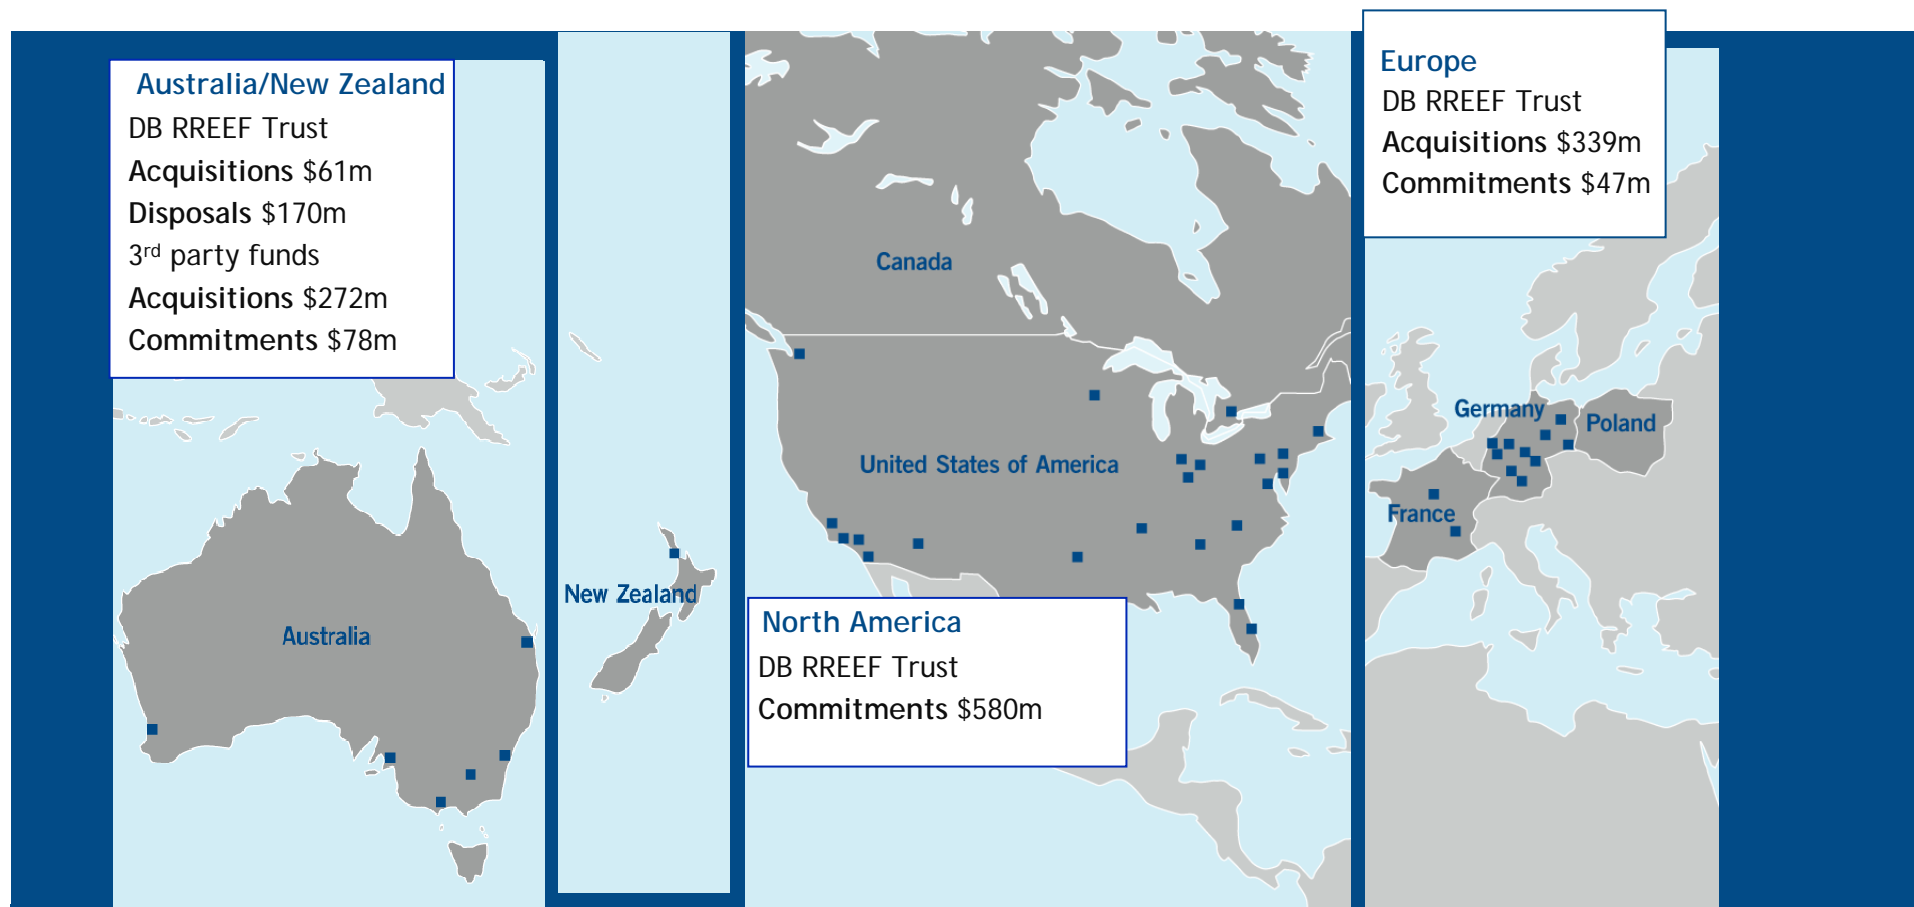 Australia/New Zealand
DB RREEF Trust
Acquisitions $61m
Disposals $170m
3rd party funds
Acquisitions $272m
Commitments $78m
Australia
New Zealand
Canada
United States of America
North America
DB RREEF Trust
Commitments $580m
Europe
DB RREEF Trust
Acquisitions $339m
Commitments $47m
Germany
Poland
France